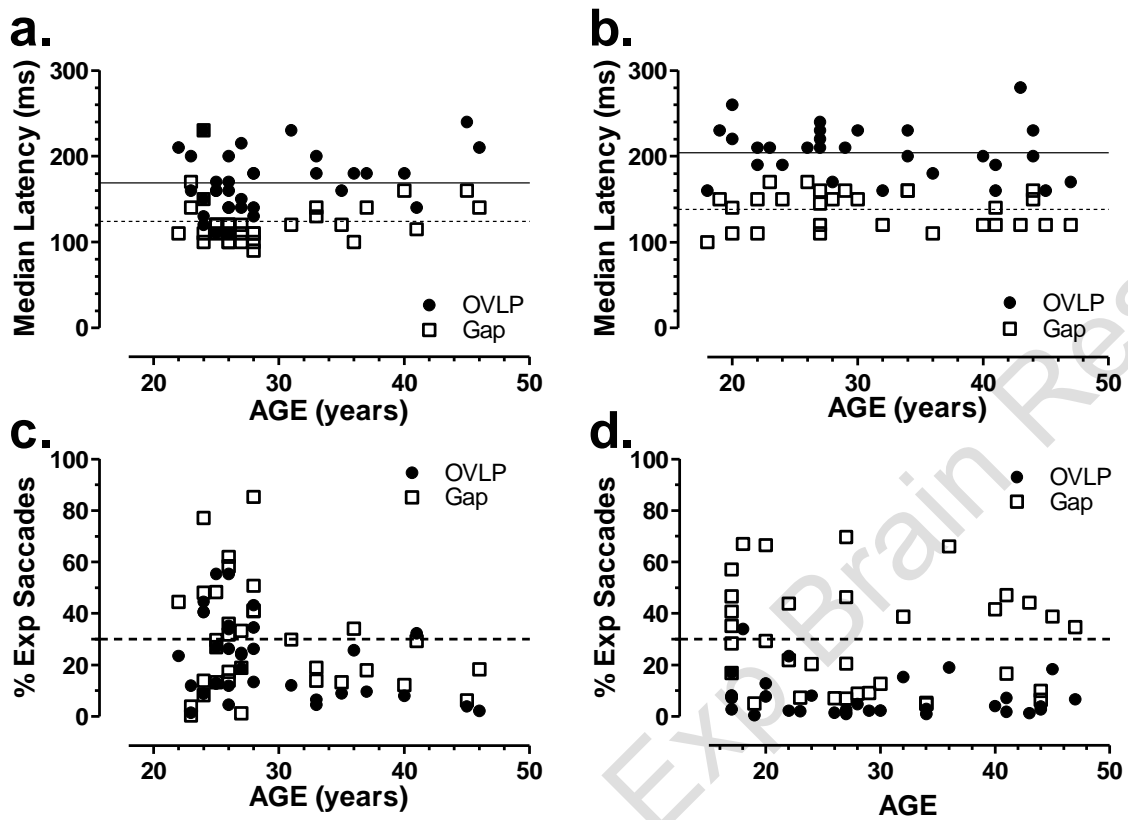 a.
Median Latency (ms)
300
200
100
0
OVLP
Gap
20 30 40 50
AGE (years)
b.
Median Latency (ms)
300
200
100
0
OVLP
Gap
20 30 40 50
AGE (years)
c.
% Exp Saccades
100
80
60
40
20
0
OVLP
Gap
20 30 40 50
AGE (years)
d.
% Exp Saccades
100
80
60
40
20
0
OVLP
Gap
20 30 40 50
AGE
Exp Brain Res